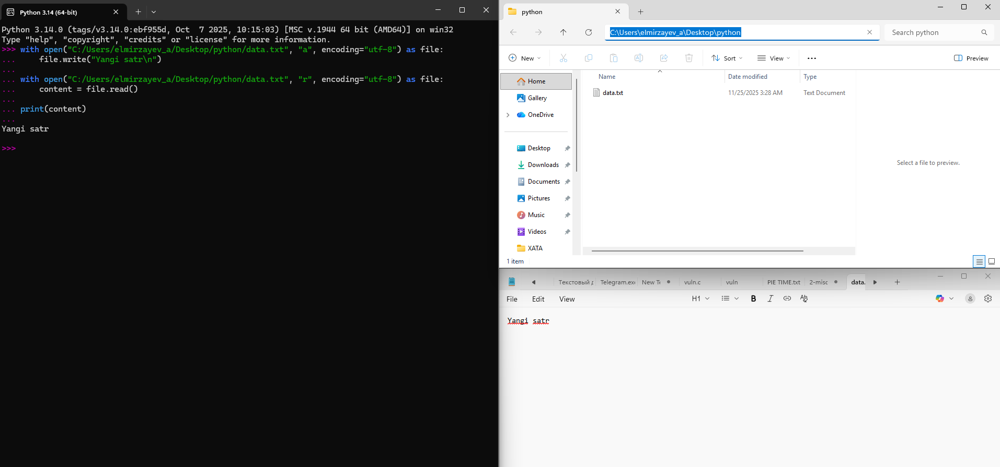 Python 3.14 (64-bit)
Python 3.14.0 (tags/v3.14.0:ebf955d, Oct  7 2025, 10:15:03) [MSC v.1944 64 bit (AMD64)] on win32
Type "help", "copyright", "credits" or "license" for more information.
>>> with open("C:/Users/elmirzayev_a/Desktop/python/data.txt", "a", encoding="utf-8") as file:
...     file.write("Yangi satr\n")
...
... with open("C:/Users/elmirzayev_a/Desktop/python/data.txt", "r", encoding="utf-8") as file:
...     content = file.read()
...
... print(content)
...
Yangi satr
>>>
python
C:\Users\elmirzayev_a\Desktop\python
Search python
New
Sort
View
Preview
Name Date modified Type
data.txt 11/25/2025 3:28 AM Text Document
Home
Gallery
OneDrive
Desktop
Downloads
Documents
Pictures
Music
Videos
XATA
Select a file to preview.
1 item
Текстовый д Telegram.exe New Te vuln.c vuln PIE TIME.txt 2-misc data.
File Edit View H1 B I
Yangi satr